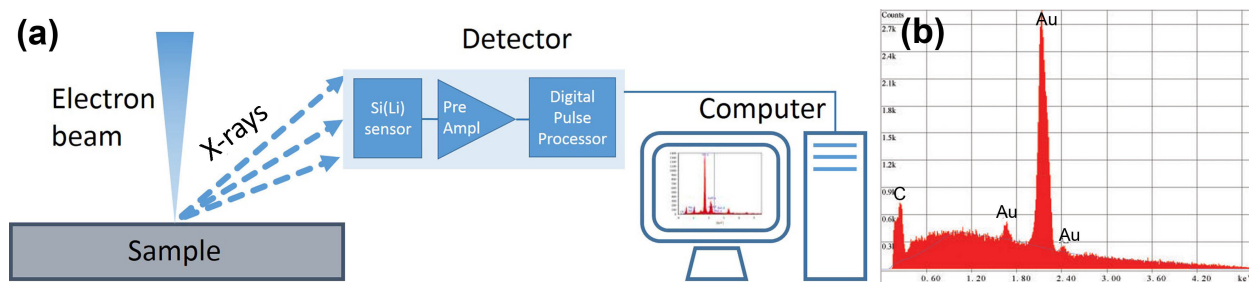 (a)
Detector
Electron
beam
X-rays
Si(Li)
sensor
Pre
Ampl
Digital
Pulse
Processor
Computer
Sample
(b)
Counts
2.7k
2.4k
2.1k
1.8k
1.5k
1.2k
0.9k
0.6k
0.3k
Au
C
Au
Au
0.60
1.20
1.80
2.40
3.00
3.60
4.20